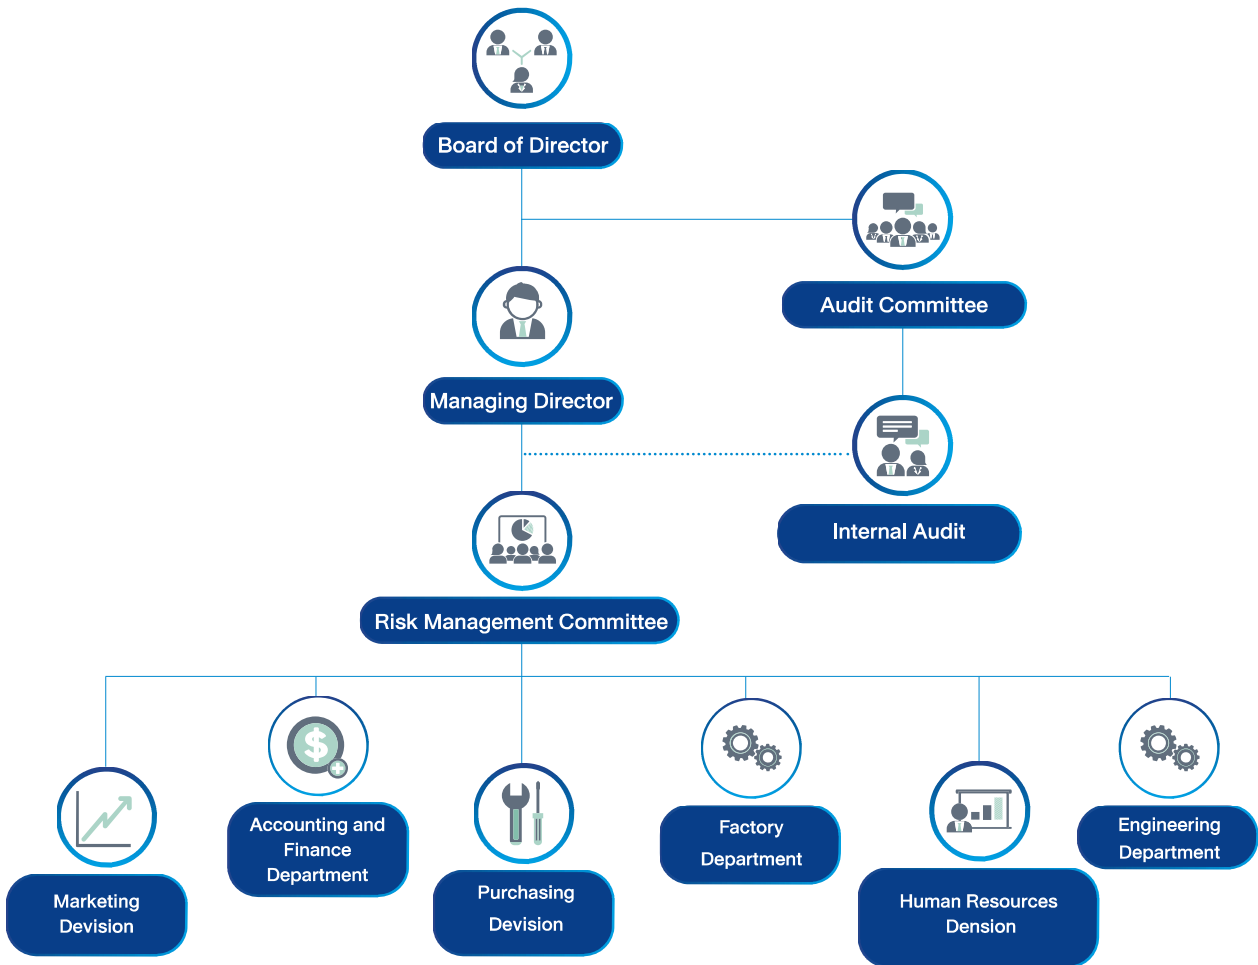 Board of Director
Audit Committee
Managing Director
Internal Audit
Risk Management Committee
Marketing
Devision
Accounting and
Finance
Department
Purchasing
Devision
Factory
Department
Human Resources
Dension
Engineering
Department